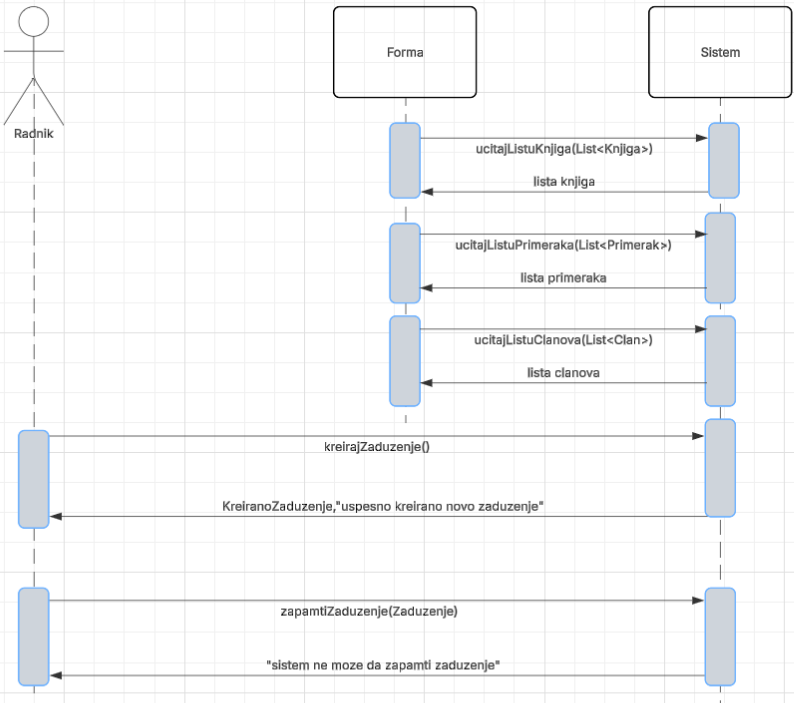 Forma
Sistem
Radnik
ucitajListuKnjiga(List<Knjiga>)
lista knjiga
ucitajListuPrimeraka(List<Primerak>)
lista primeraka
ucitajListuClanova(List<Clan>)
lista clanova
kreirajZaduzenje()
KreiranoZaduzenje,"uspesno kreirano novo zaduzenje"
zapamtiZaduzenje(Zaduzenje)
"sistem ne moze da zapamti zaduzenje"